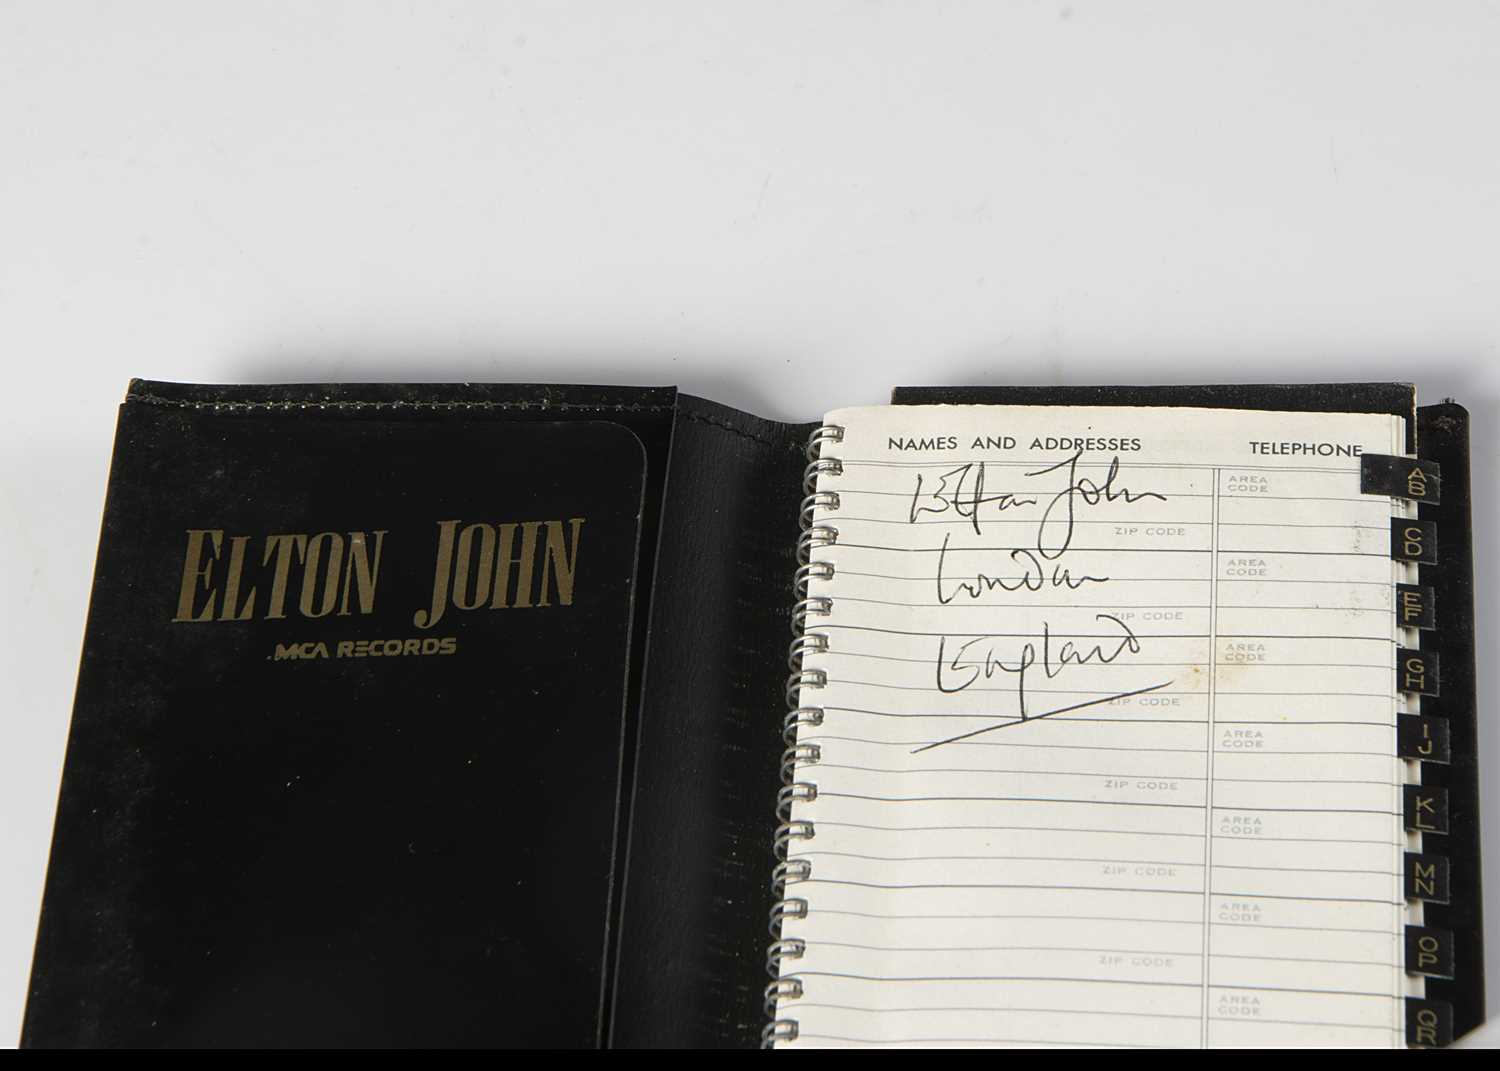 ELTON JOHN
MCA RECORDS
NAMES AND ADDRESSES TELEPHONE
Elton John
AREA CODE
ZIP CODE
London
AREA CODE
ZIP CODE
England
AREA CODE
ZIP CODE
AREA CODE
ZIP CODE
AREA CODE
ZIP CODE
AREA CODE
ZIP CODE
AREA CODE
AB
CD
EF
GH
IJ
KL
MN
OP
QR